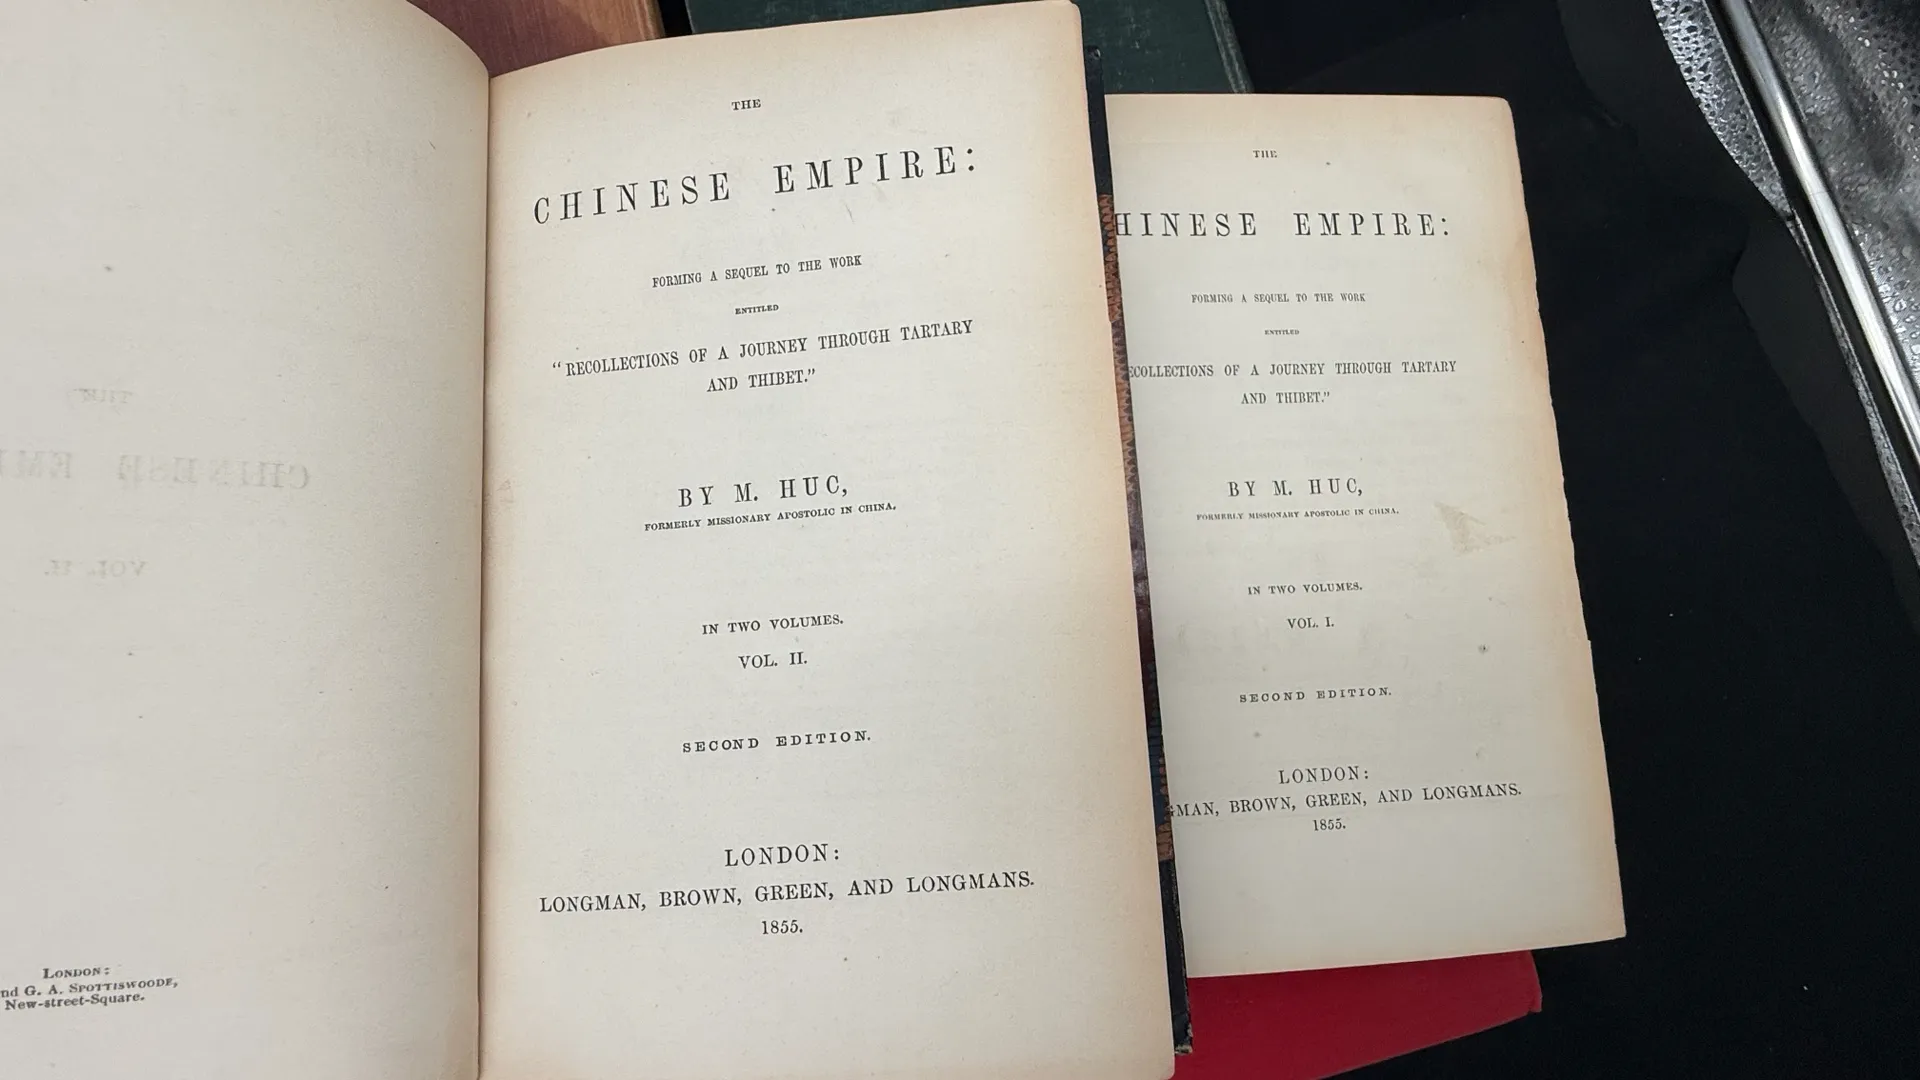 LONDON:
nd G. A. SPOTTISWOODE,
New-street-Square.
THE
CHINESE EMPIRE:
FORMING A SEQUEL TO THE WORK
ENTITLED
“RECOLLECTIONS OF A JOURNEY THROUGH TARTARY
AND THIBET.”
BY M. HUC,
FORMERLY MISSIONARY APOSTOLIC IN CHINA.
IN TWO VOLUMES.
VOL. II.
SECOND EDITION.
LONDON:
LONGMAN, BROWN, GREEN, AND LONGMANS.
1855.
THE
HINESE EMPIRE:
FORMING A SEQUEL TO THE WORK
ENTITLED
ECOLLECTIONS OF A JOURNEY THROUGH TARTARY
AND THIBET.”
BY M. HUC,
FORMERLY MISSIONARY APOSTOLIC IN CHINA.
IN TWO VOLUMES.
VOL. I.
SECOND EDITION.
LONDON:
GMAN, BROWN, GREEN, AND LONGMANS.
1855.